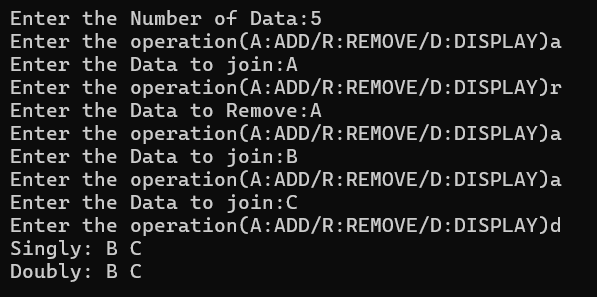 Enter the Number of Data:5
Enter the operation(A:ADD/R:REMOVE/D:DISPLAY)a
Enter the Data to join:A
Enter the operation(A:ADD/R:REMOVE/D:DISPLAY)r
Enter the Data to Remove:A
Enter the operation(A:ADD/R:REMOVE/D:DISPLAY)a
Enter the Data to join:B
Enter the operation(A:ADD/R:REMOVE/D:DISPLAY)a
Enter the Data to join:C
Enter the operation(A:ADD/R:REMOVE/D:DISPLAY)d
Singly: B C
Doubly: B C